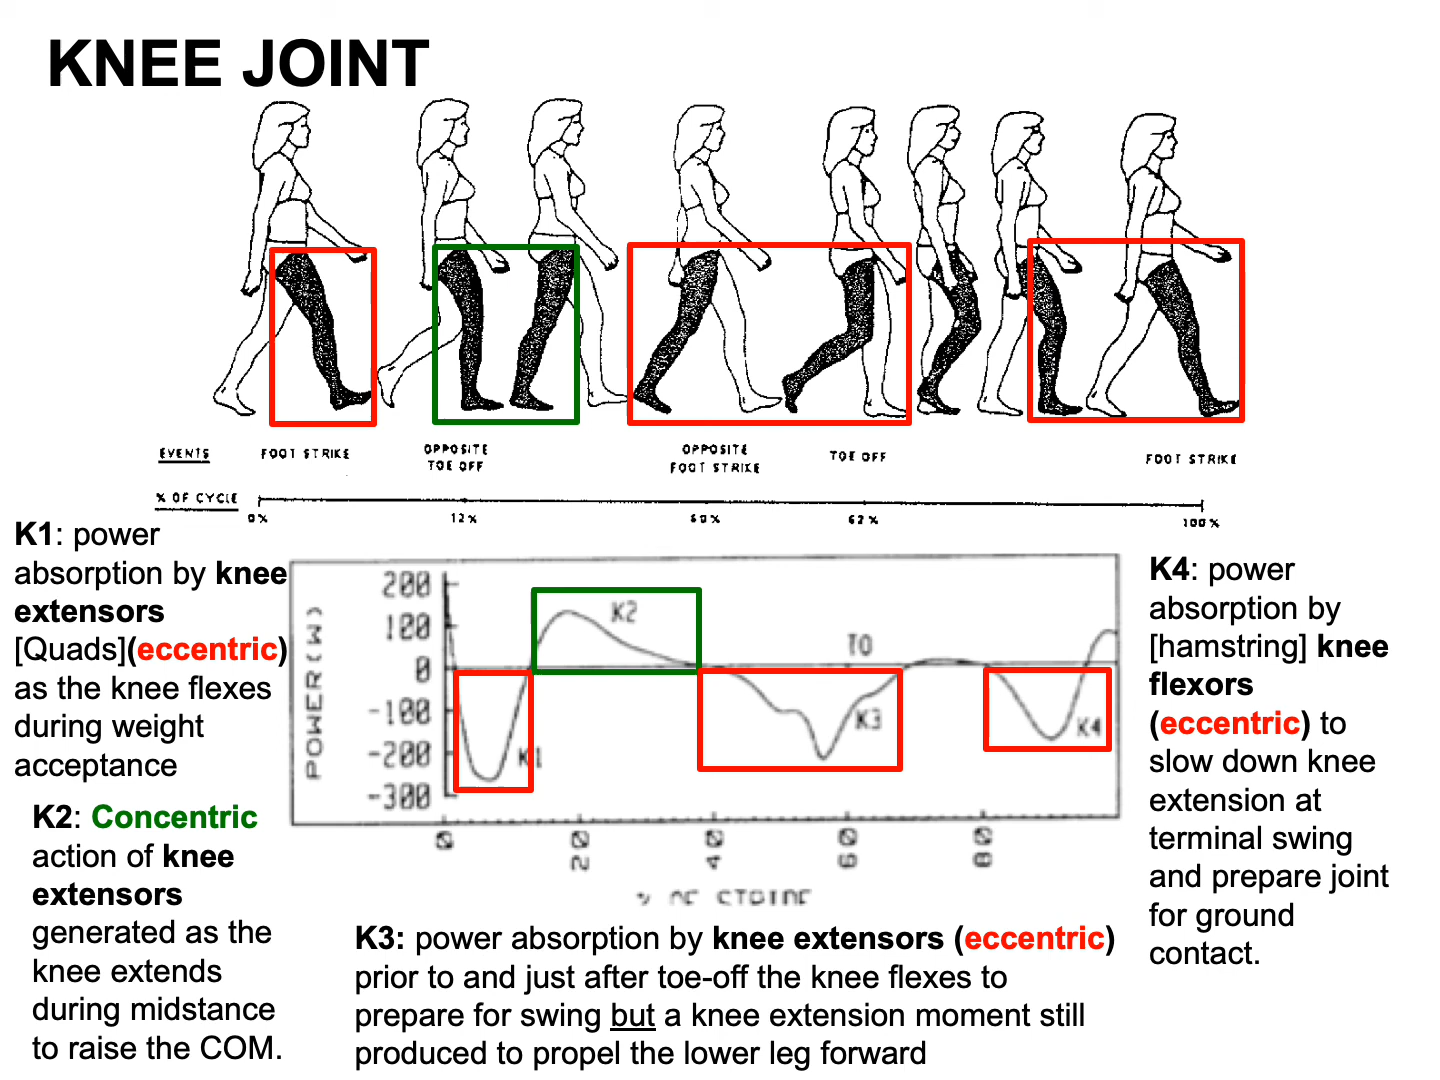 KNEE JOINT
EVENTS
FOOT STRIKE
OPPOSITE
TOE OFF
OPPOSITE
FOOT STRIKE
TOE OFF
FOOT STRIKE
% OF CYCLE
0%
12%
62%
100%
K1: power
absorption by knee
extensors
[Quads](eccentric)
as the knee flexes
during weight
acceptance
K2: Concentric
action of knee
extensors
generated as the
knee extends
during midstance
to raise the COM.
POWER(W)
200
100
0
-100
-200
-300
K1
K2
TO
K3
K4
0
20
40
60
80
K3: power absorption by knee extensors (eccentric)
prior to and just after toe-off the knee flexes to
prepare for swing but a knee extension moment still
produced to propel the lower leg forward
K4: power
absorption by
[hamstring] knee
flexors
(eccentric) to
slow down knee
extension at
terminal swing
and prepare joint
for ground
contact.